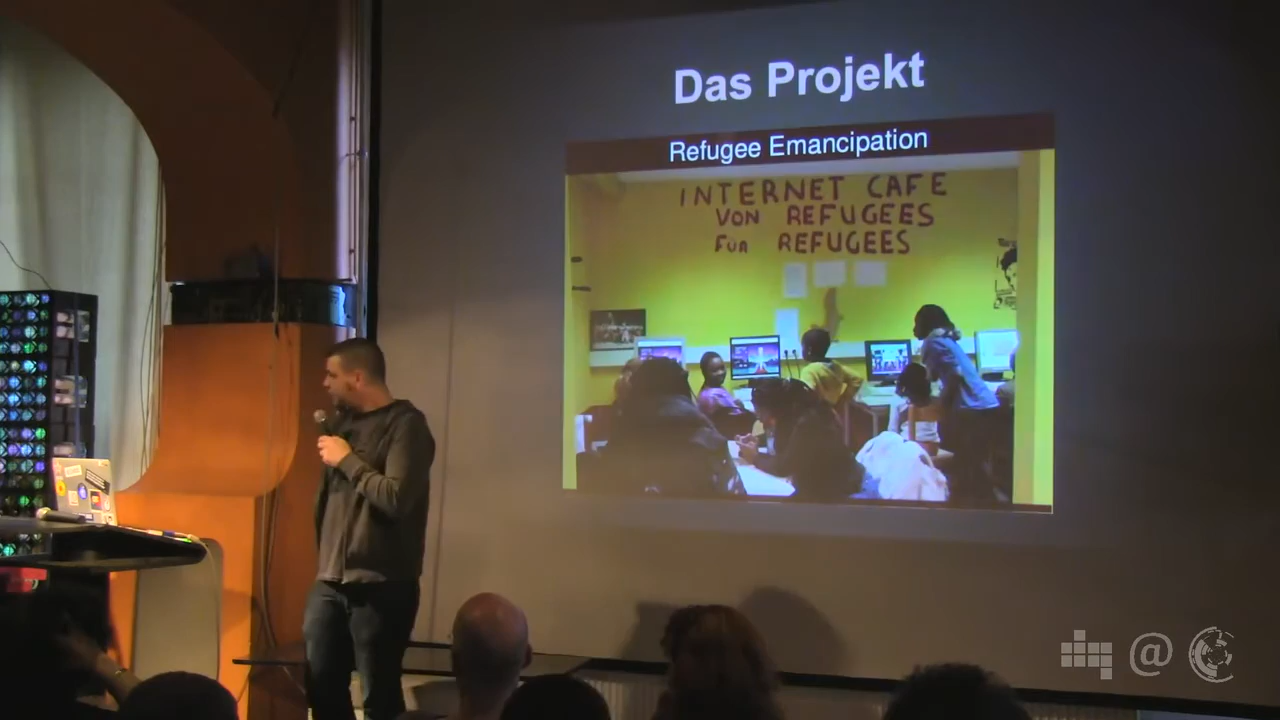 Das Projekt
Refugee Emancipation
INTERNET CAFE
VON REFUGEES
FÜR REFUGEES
@